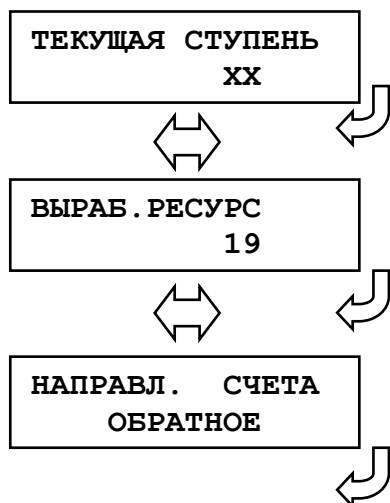 ТЕКУЩАЯ СТУПЕНЬ
XX
ВЫРАБ.РЕСУРС
19
НАПРАВЛ. СЧЕТА
ОБРАТНОЕ